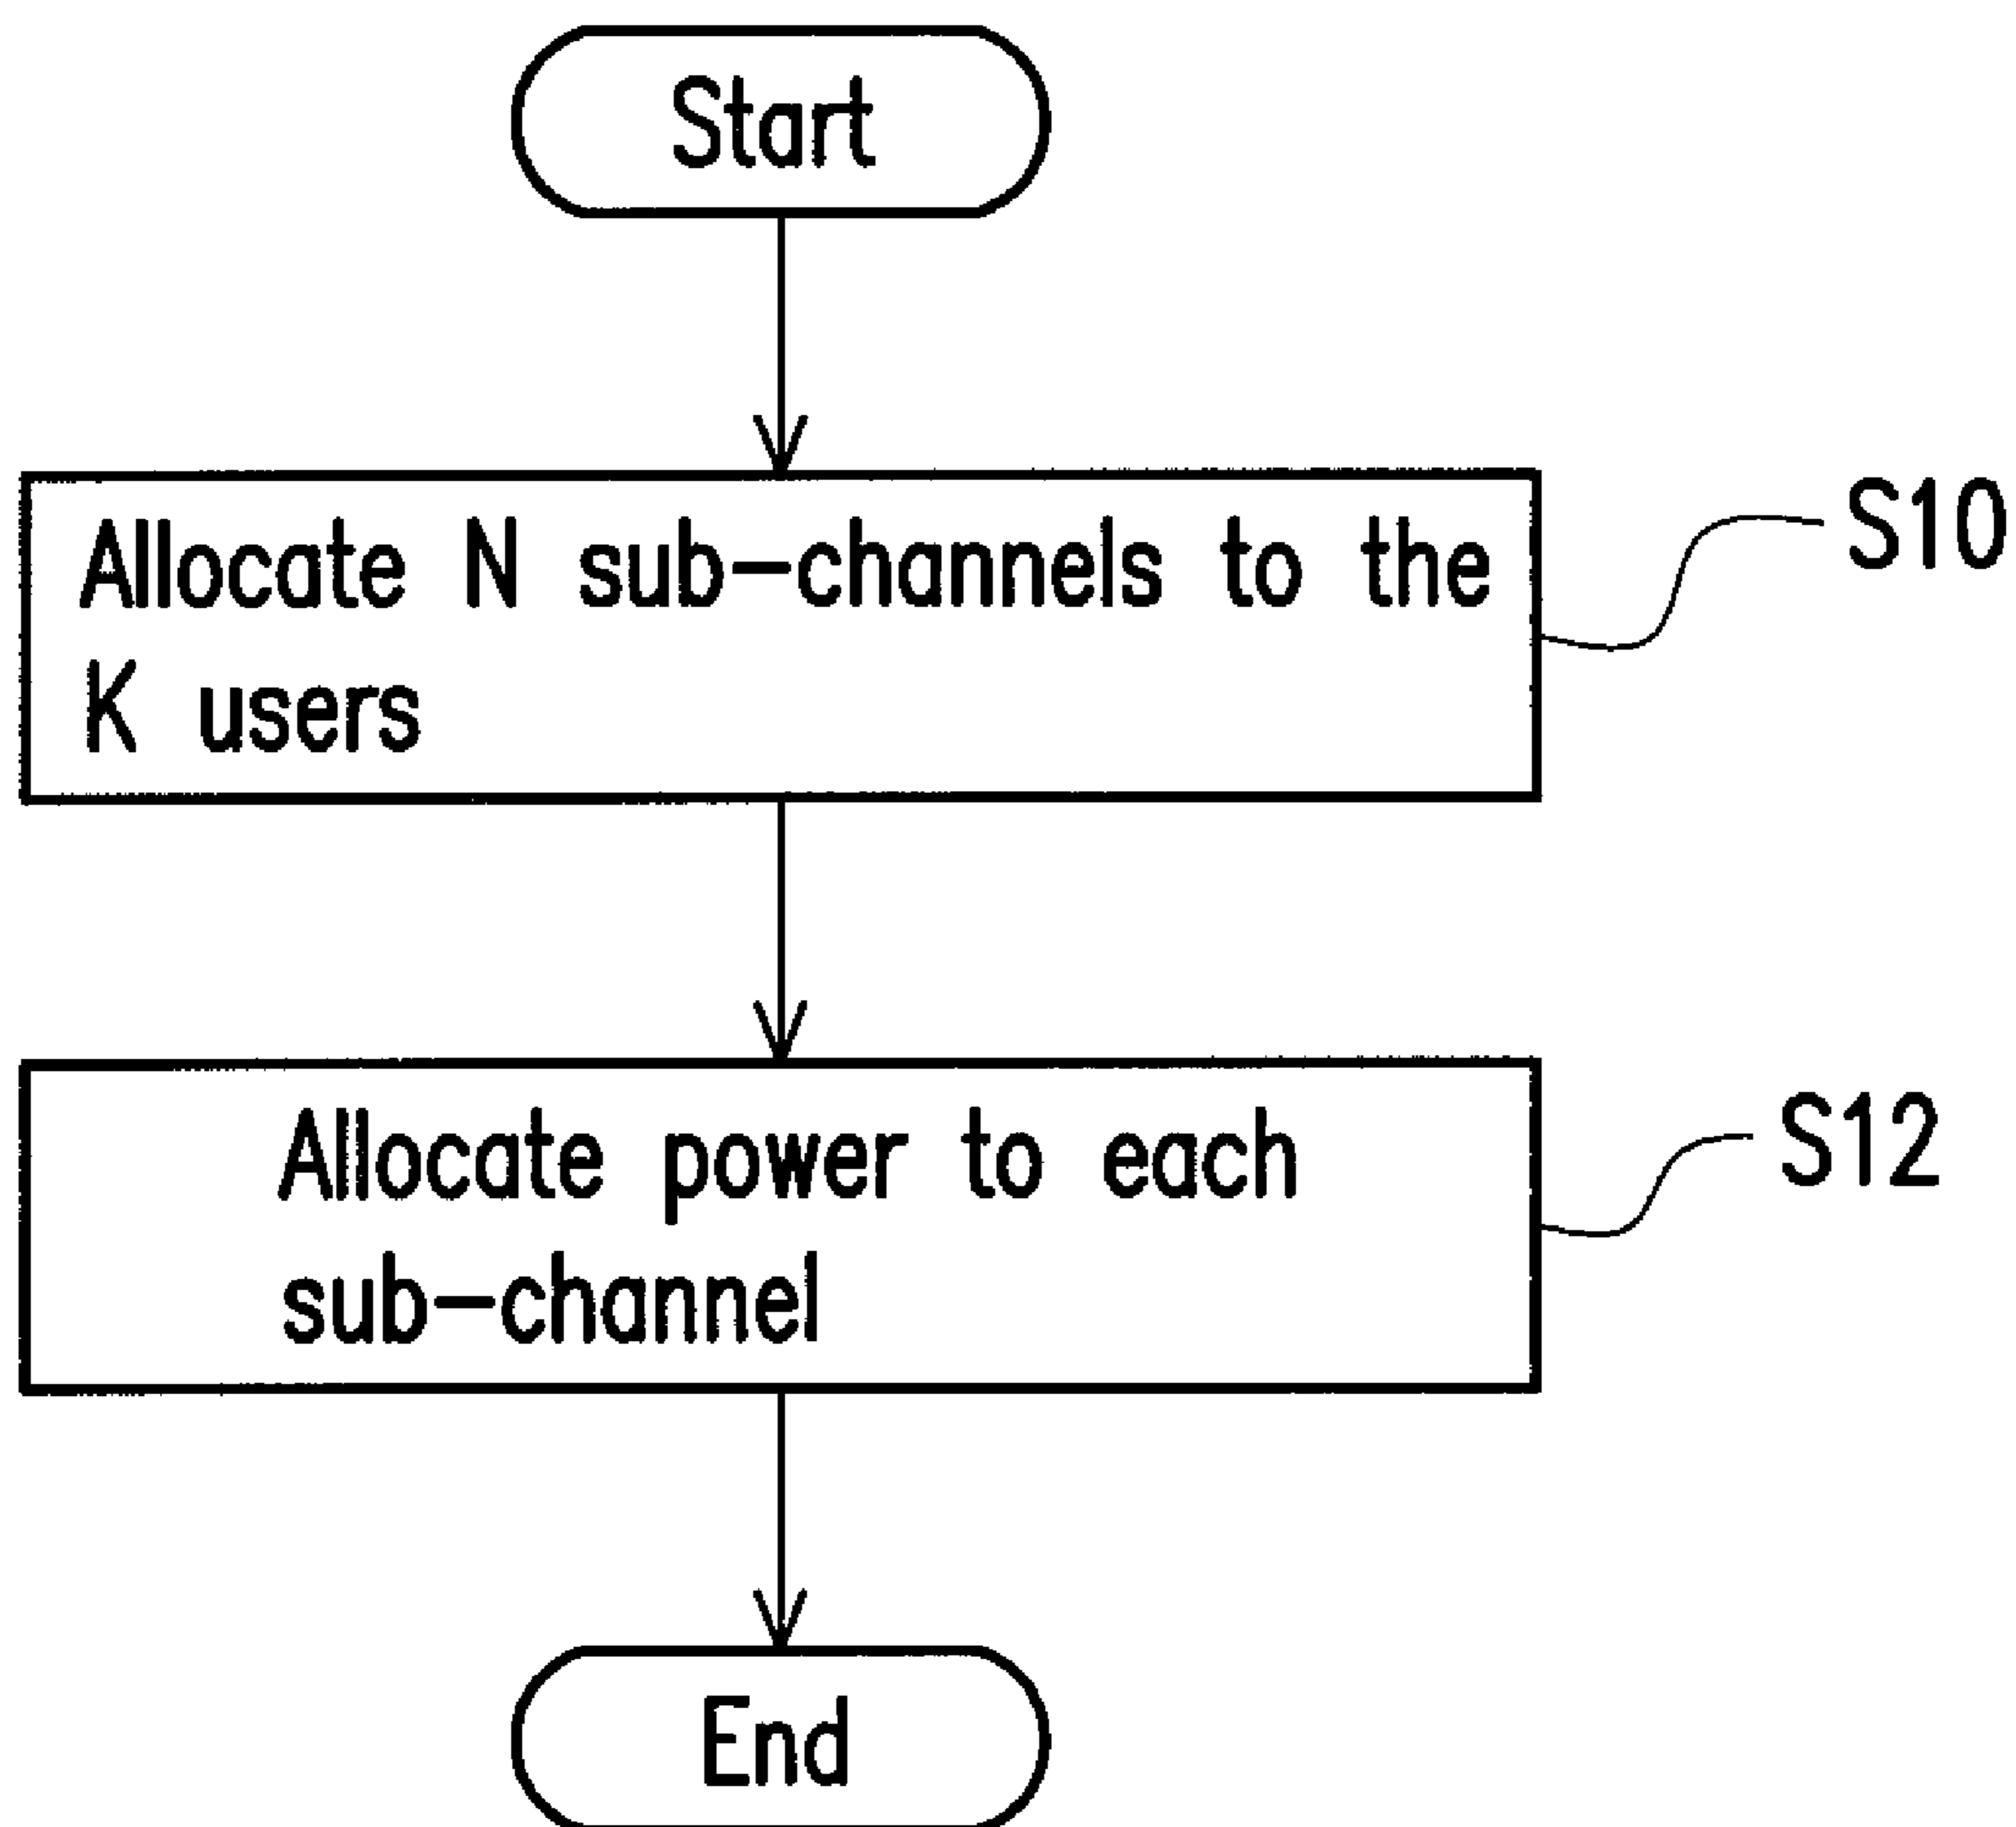 Start
Allocate N sub-channels to the
K users
S10
Allocate power to each
sub-channel
S12
End